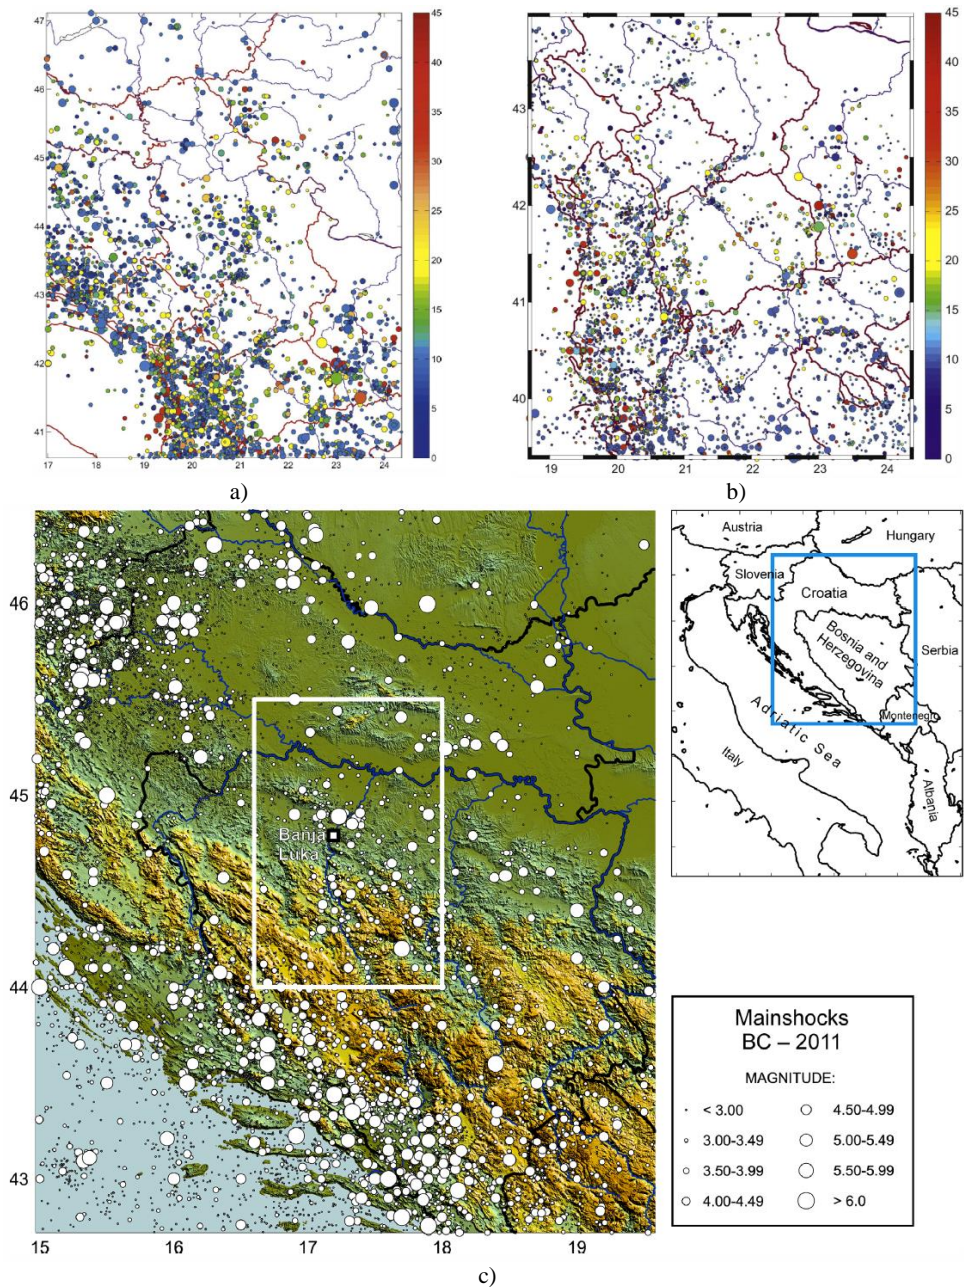 47
46
45
44
43
42
41
17 18 19 20 21 22 23 24
45
40
35
30
25
20
15
10
5
0
a)
43
42
41
40
19 20 21 22 23 24
45
40
35
30
25
20
15
10
5
0
b)
46
45
44
43
15 16 17 18 19
Banja
Luka
c)
Austria
Hungary
Slovenia
Croatia
Bosnia and
Herzegovina
Serbia
Montenegro
Adriatic Sea
Italy
Albania
Mainshocks
BC – 2011
MAGNITUDE:
< 3.00 4.50-4.99
3.00-3.49 5.00-5.49
3.50-3.99 5.50-5.99
4.00-4.49 > 6.0